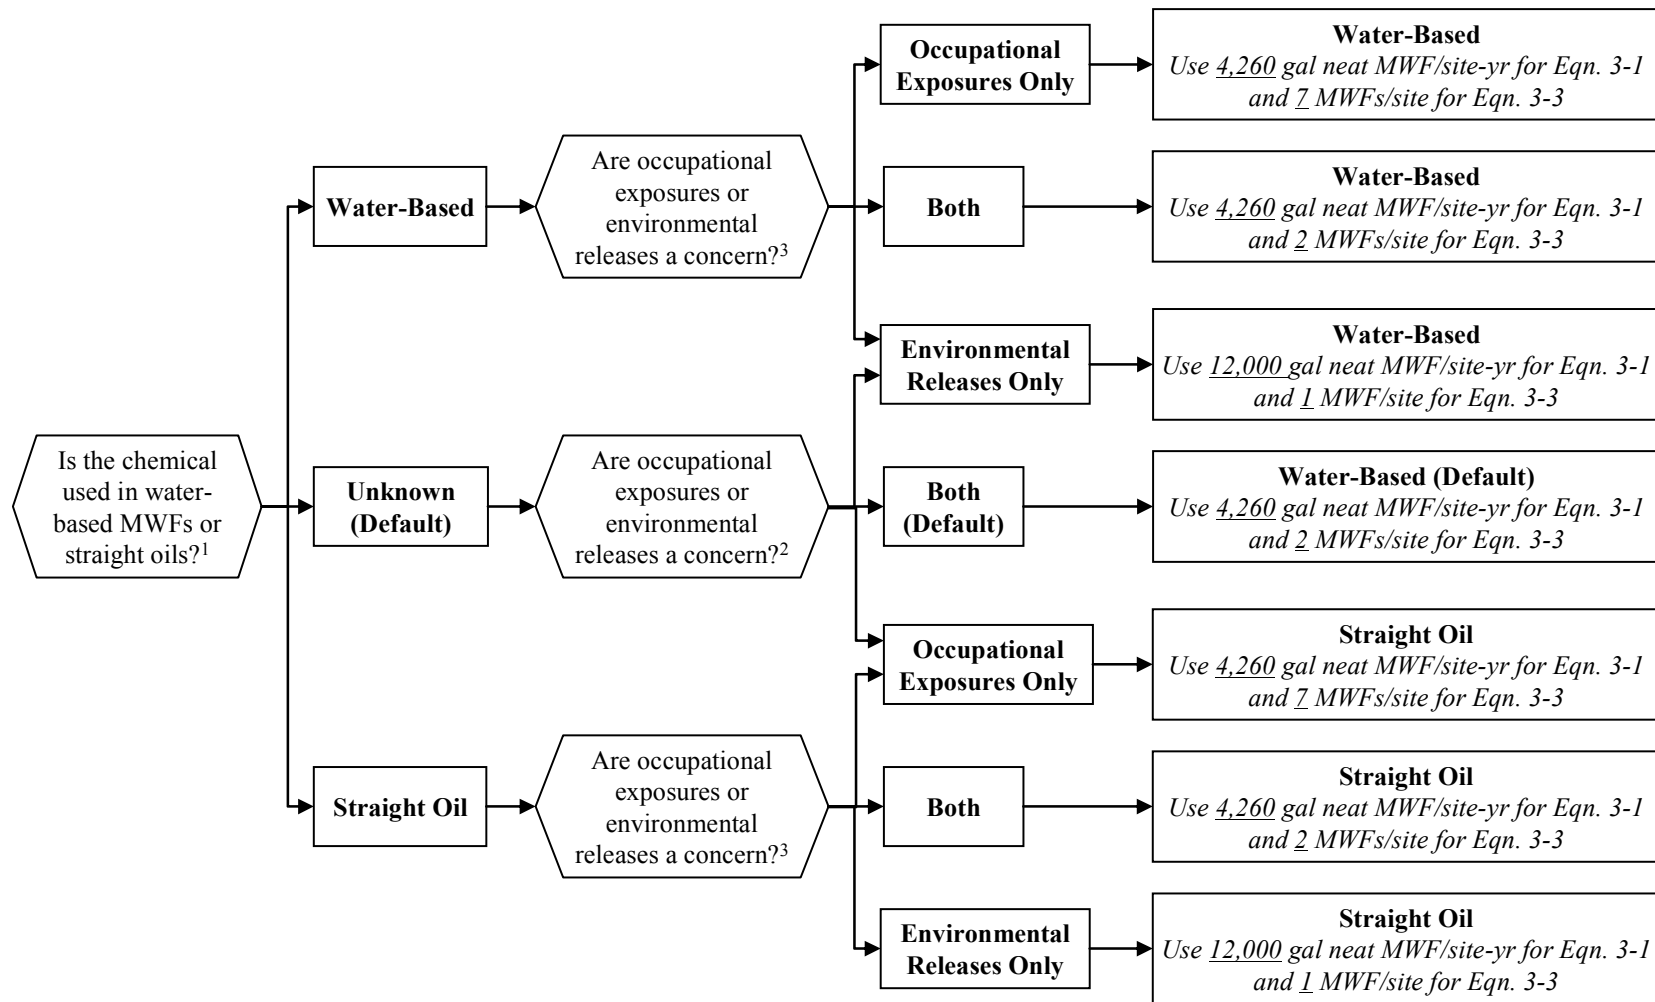 Is the chemical
used in water-
based MWFs or
straight oils?1
Water-Based
Are occupational
exposures or
environmental
releases a concern?3
Occupational
Exposures Only
Water-Based
Use 4,260 gal neat MWF/site-yr for Eqn. 3-1
and 7 MWFs/site for Eqn. 3-3
Both
Water-Based
Use 4,260 gal neat MWF/site-yr for Eqn. 3-1
and 2 MWFs/site for Eqn. 3-3
Environmental
Releases Only
Water-Based
Use 12,000 gal neat MWF/site-yr for Eqn. 3-1
and 1 MWF/site for Eqn. 3-3
Unknown
(Default)
Are occupational
exposures or
environmental
releases a concern?2
Both
(Default)
Water-Based (Default)
Use 4,260 gal neat MWF/site-yr for Eqn. 3-1
and 2 MWFs/site for Eqn. 3-3
Occupational
Exposures Only
Straight Oil
Use 4,260 gal neat MWF/site-yr for Eqn. 3-1
and 7 MWFs/site for Eqn. 3-3
Straight Oil
Are occupational
exposures or
environmental
releases a concern?3
Both
Straight Oil
Use 4,260 gal neat MWF/site-yr for Eqn. 3-1
and 2 MWFs/site for Eqn. 3-3
Environmental
Releases Only
Straight Oil
Use 12,000 gal neat MWF/site-yr for Eqn. 3-1
and 1 MWF/site for Eqn. 3-3